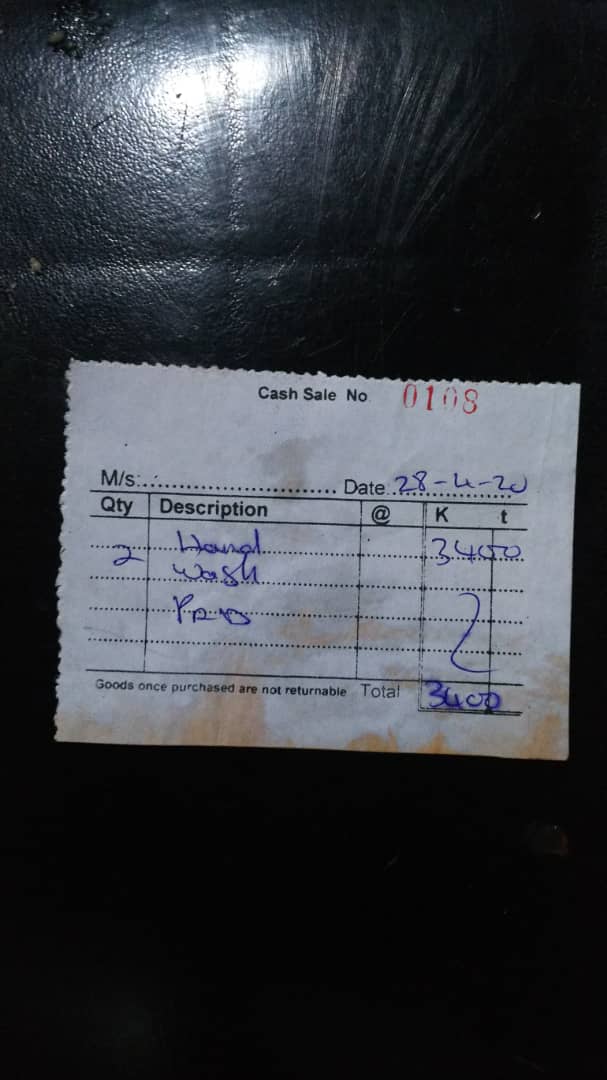 Cash Sale No 0108
M/s:................................ Date 28-4-20
Qty Description @ K t
2 Hand 3400
Wash
PAID
Goods once purchased are not returnable Total 3400